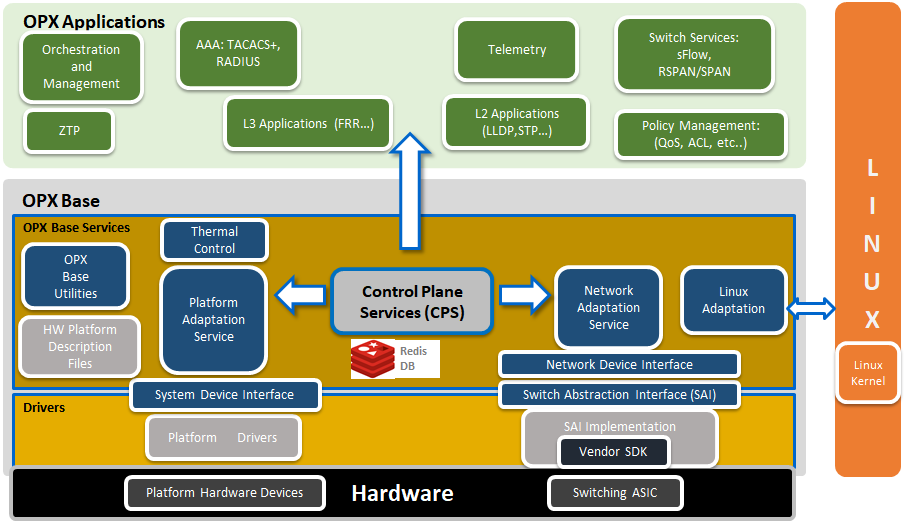 OPX Applications
Orchestration
and
Management
AAA: TACACS+,
RADIUS
Telemetry
Switch Services:
sFlow,
RSPAN/SPAN
ZTP
L3 Applications (FRR...)
L2 Applications
(LLDP,STP...)
Policy Management:
(QoS, ACL, etc..)
OPX Base
OPX Base Services
OPX
Base
Utilities
Thermal
Control
Platform
Adaptation
Service
HW Platform
Description
Files
Control Plane
Services (CPS)
Redis
DB
Network
Adaptation
Service
Linux
Adaptation
Network Device Interface
System Device Interface
Switch Abstraction Interface (SAI)
Drivers
Platform Drivers
SAI Implementation
Vendor SDK
Platform Hardware Devices
Hardware
Switching ASIC
L
I
N
U
X
Linux
Kernel